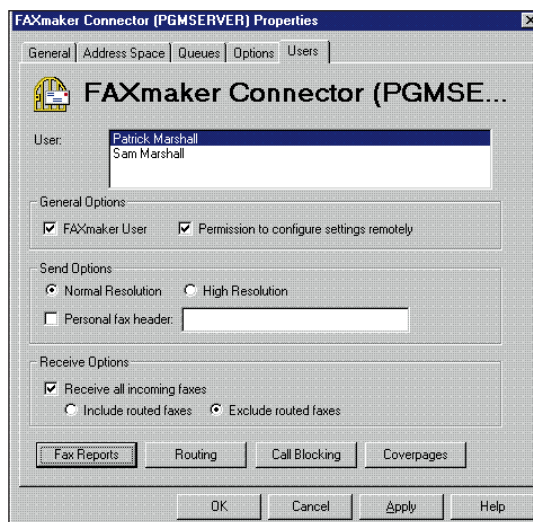 FAXmaker Connector (PGMSERVER) Properties
General Address Space Queues Options Users
FAXmaker Connector (PGMSE...
User:
Patrick Marshall
Sam Marshall
General Options
FAXmaker User Permission to configure settings remotely
Send Options
Normal Resolution High Resolution
Personal fax header:
Receive Options
Receive all incoming faxes
Include routed faxes Exclude routed faxes
Fax Reports Routing Call Blocking Coverpages
OK Cancel Apply Help